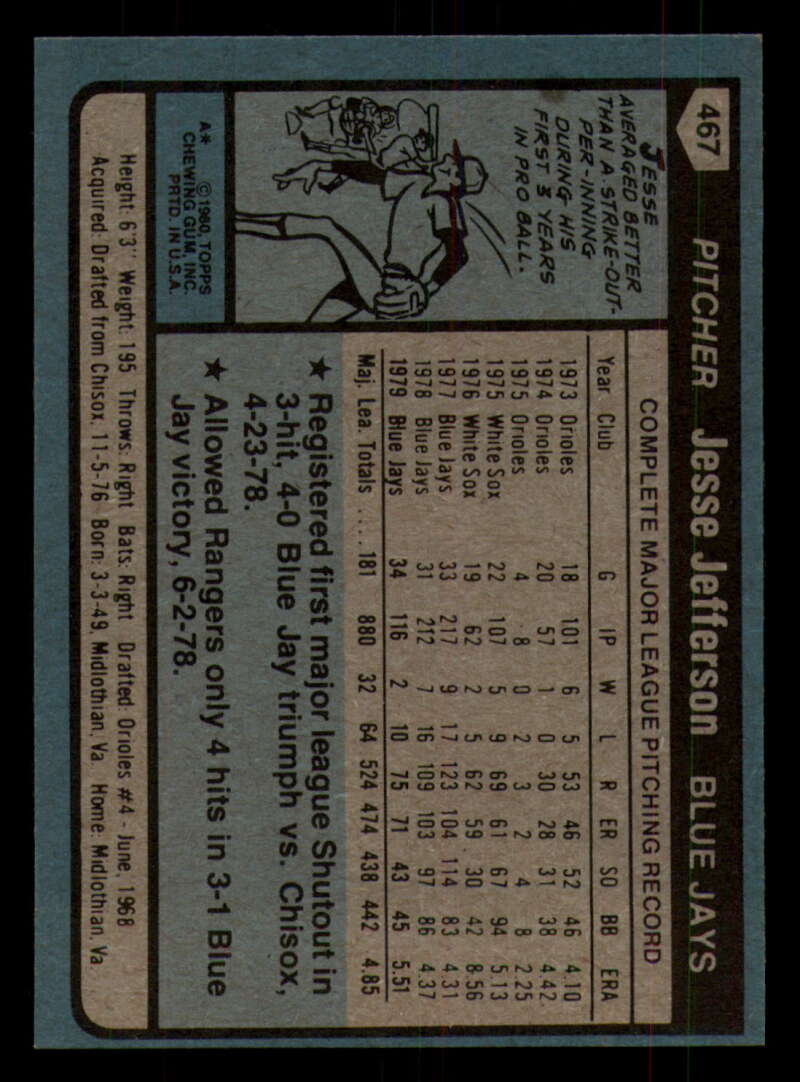 467
PITCHER Jesse Jefferson BLUE JAYS
JESSE
AVERAGED BETTER
THAN A STRIKE-OUT-
PER-INNING
DURING HIS
FIRST 3 YEARS
IN PRO BALL.
A* © 1980 TOPPS
CHEWING GUM, INC.
PRTD. IN U.S.A.
COMPLETE MAJOR LEAGUE PITCHING RECORD
Year Club G IP W L R ER SO BB ERA
1973 Orioles 18 101 6 5 53 46 52 46 4.10
1974 Orioles 20 57 1 0 30 28 31 38 4.42
1975 Orioles 4 8 0 2 3 2 4 8 2.25
1975 White Sox 22 107 5 9 69 61 67 94 5.13
1976 White Sox 19 62 2 5 62 59 30 42 8.56
1977 Blue Jays 33 217 9 17 123 104 114 83 4.31
1978 Blue Jays 31 212 7 16 109 103 97 86 4.37
1979 Blue Jays 34 116 2 10 75 71 43 45 5.51
Maj. Lea. Totals .... 181 880 32 64 524 474 438 442 4.85
★ Registered first major league Shutout in
3-hit, 4-0 Blue Jay triumph vs. Chisox,
4-23-78.
★ Allowed Rangers only 4 hits in 3-1 Blue
Jay victory, 6-2-78.
Height: 6'3" Weight: 195 Throws: Right Bats: Right Drafted: Orioles #4 - June, 1968
Acquired: Drafted from Chisox, 11-5-76 Born: 3-3-49, Midlothian, Va. Home: Midlothian, Va.